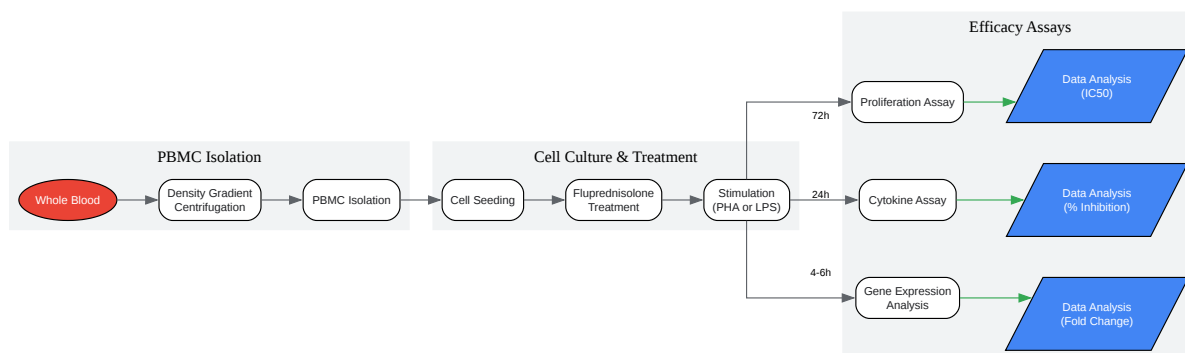 PBMC Isolation
Whole Blood
Density Gradient
Centrifugation
PBMC Isolation
Cell Culture & Treatment
Cell Seeding
Fluprednisolone
Treatment
Stimulation
(PHA or LPS)
Efficacy Assays
72h
Proliferation Assay
Data Analysis
(IC50)
24h
Cytokine Assay
Data Analysis
(% Inhibition)
4-6h
Gene Expression
Analysis
Data Analysis
(Fold Change)